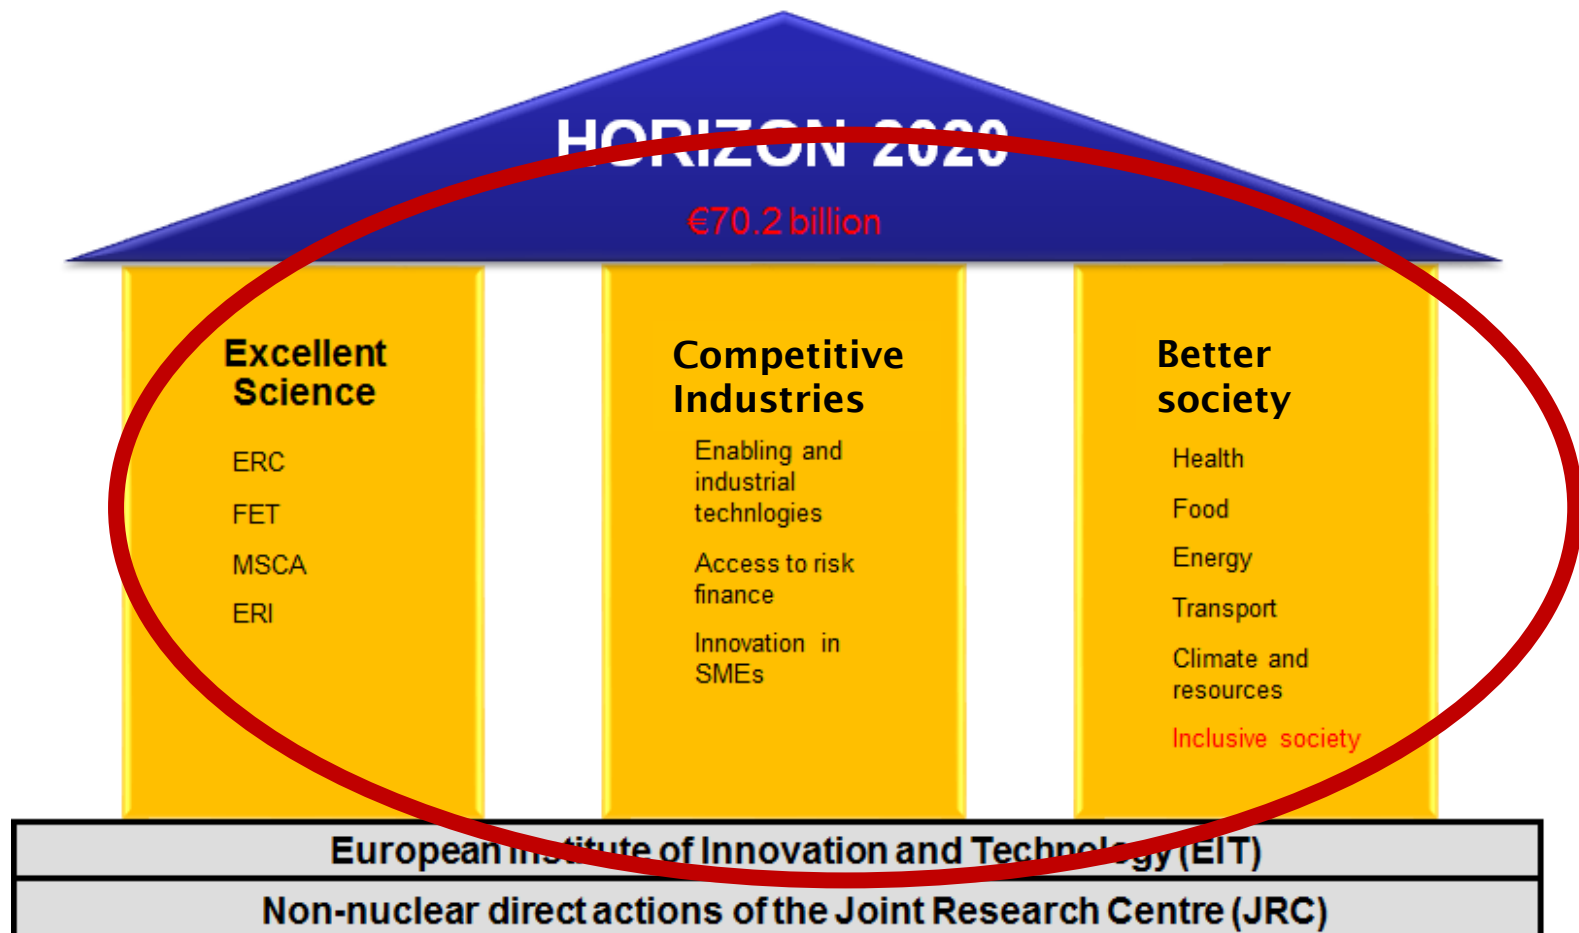 HORIZON 2020
€70.2 billion
Excellent
Science
ERC
FET
MSCA
ERI
Competitive
Industries
Enabling and
industrial
technlogies
Access to risk
finance
Innovation in
SMEs
Better
society
Health
Food
Energy
Transport
Climate and
resources
Inclusive society
European Institute of Innovation and Technology (EIT)
Non-nuclear direct actions of the Joint Research Centre (JRC)